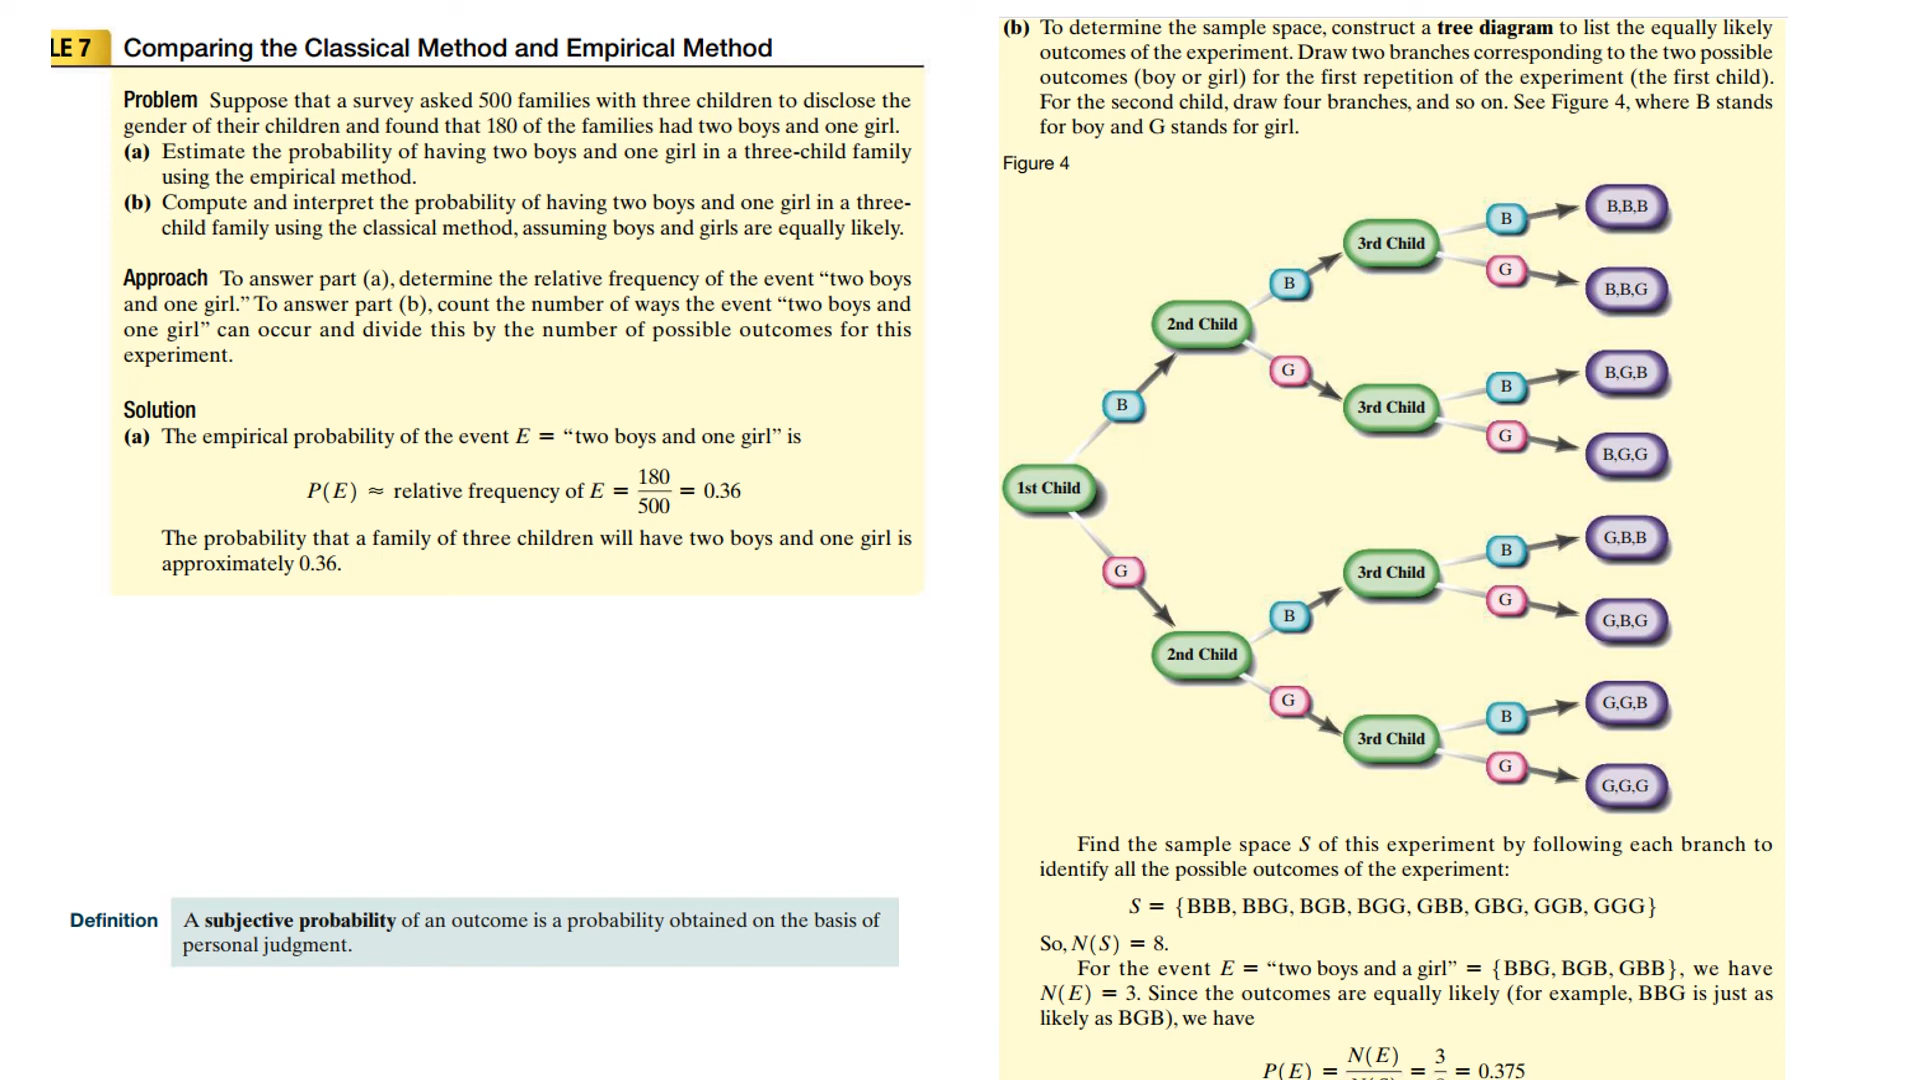 LE 7 Comparing the Classical Method and Empirical Method
Problem Suppose that a survey asked 500 families with three children to disclose the
gender of their children and found that 180 of the families had two boys and one girl.
(a) Estimate the probability of having two boys and one girl in a three-child family
using the empirical method.
(b) Compute and interpret the probability of having two boys and one girl in a three-
child family using the classical method, assuming boys and girls are equally likely.
Approach To answer part (a), determine the relative frequency of the event “two boys
and one girl.” To answer part (b), count the number of ways the event “two boys and
one girl” can occur and divide this by the number of possible outcomes for this
experiment.
Solution
(a) The empirical probability of the event E = “two boys and one girl” is
P(E) ≈ relative frequency of E = 180/500 = 0.36
The probability that a family of three children will have two boys and one girl is
approximately 0.36.
Definition A subjective probability of an outcome is a probability obtained on the basis of
personal judgment.
(b) To determine the sample space, construct a tree diagram to list the equally likely
outcomes of the experiment. Draw two branches corresponding to the two possible
outcomes (boy or girl) for the first repetition of the experiment (the first child).
For the second child, draw four branches, and so on. See Figure 4, where B stands
for boy and G stands for girl.
Figure 4
B B,B,B
3rd Child
B G B,B,G
2nd Child
G B B,G,B
3rd Child
B G B,G,G
1st Child
G B G,B,B
3rd Child
B G G,B,G
2nd Child
G B G,G,B
3rd Child
G G,G,G
Find the sample space S of this experiment by following each branch to
identify all the possible outcomes of the experiment:
S = {BBB, BBG, BGB, BGG, GBB, GBG, GGB, GGG}
So, N(S) = 8.
For the event E = “two boys and a girl” = {BBG, BGB, GBB}, we have
N(E) = 3. Since the outcomes are equally likely (for example, BBG is just as
likely as BGB), we have
P(E) = N(E) = 3 = 0.375